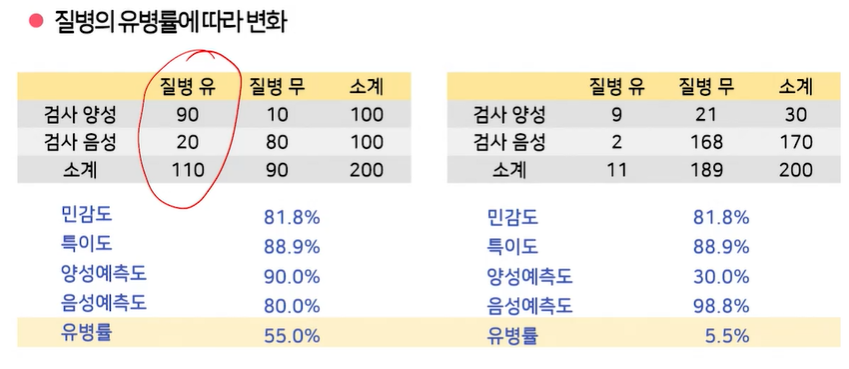 질병의 유병률에 따라 변화
질병 유 질병 무 소계
검사 양성 90 10 100
검사 음성 20 80 100
소계 110 90 200
민감도 81.8%
특이도 88.9%
양성예측도 90.0%
음성예측도 80.0%
유병률 55.0%
질병 유 질병 무 소계
검사 양성 9 21 30
검사 음성 2 168 170
소계 11 189 200
민감도 81.8%
특이도 88.9%
양성예측도 30.0%
음성예측도 98.8%
유병률 5.5%